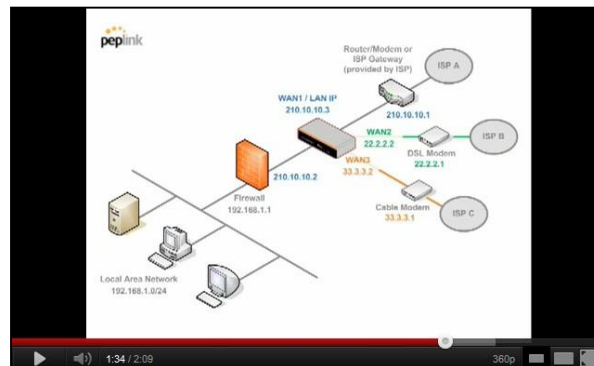 peplink
Router/Modem or
ISP Gateway
(provided by ISP)
ISP A
WAN1 / LAN IP
210.10.10.3
210.10.10.1
WAN2
22.2.2.2
ISP B
DSL Modem
22.2.2.1
WAN3
33.3.3.2
210.10.10.2
Firewall
192.168.1.1
Cable Modem
33.3.3.1
ISP C
Local Area Network
192.168.1.0/24
1:34 / 2:09
360p